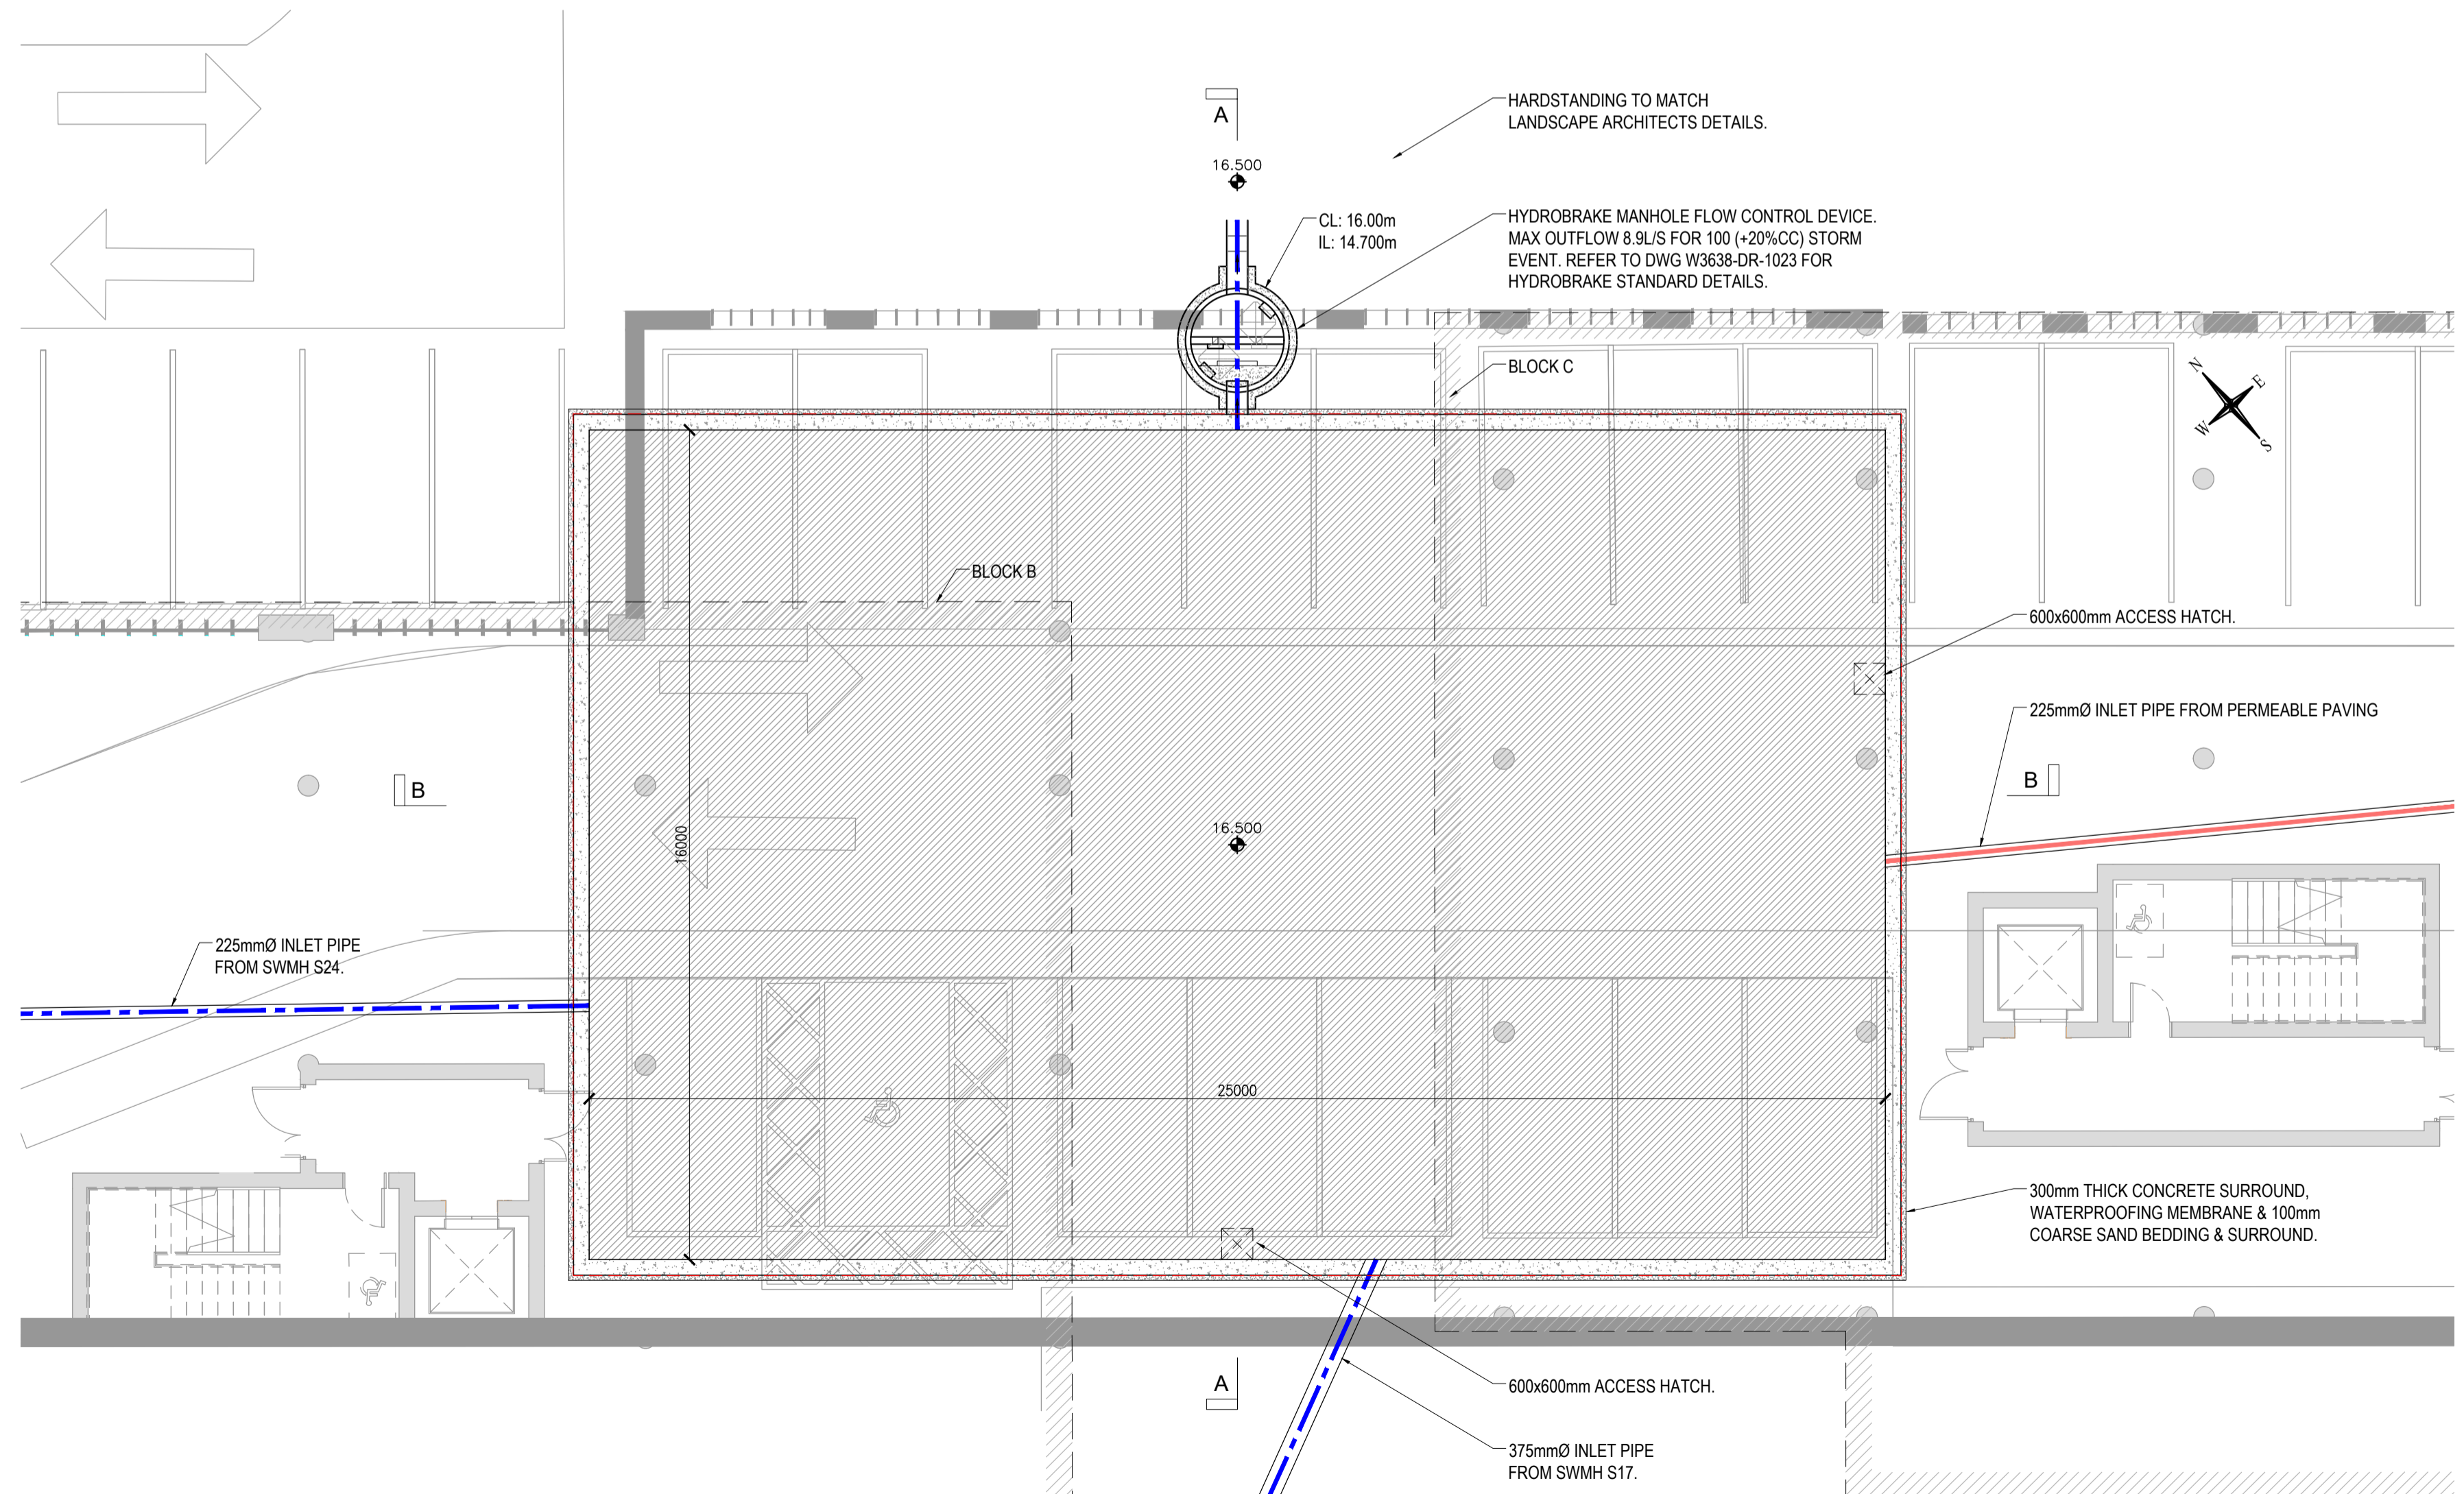 HARDSTANDING TO MATCH
LANDSCAPE ARCHITECTS DETAILS.
A
16.500
CL: 16.00m
IL: 14.700m
HYDROBRAKE MANHOLE FLOW CONTROL DEVICE.
MAX OUTFLOW 8.9L/S FOR 100 (+20%CC) STORM
EVENT. REFER TO DWG W3638-DR-1023 FOR
HYDROBRAKE STANDARD DETAILS.
BLOCK C
N
E
W
S
BLOCK B
600x600mm ACCESS HATCH.
225mmØ INLET PIPE FROM PERMEABLE PAVING
B
B
16000
16.500
225mmØ INLET PIPE
FROM SWMH S24.
25000
300mm THICK CONCRETE SURROUND,
WATERPROOFING MEMBRANE & 100mm
COARSE SAND BEDDING & SURROUND.
A
600x600mm ACCESS HATCH.
375mmØ INLET PIPE
FROM SWMH S17.